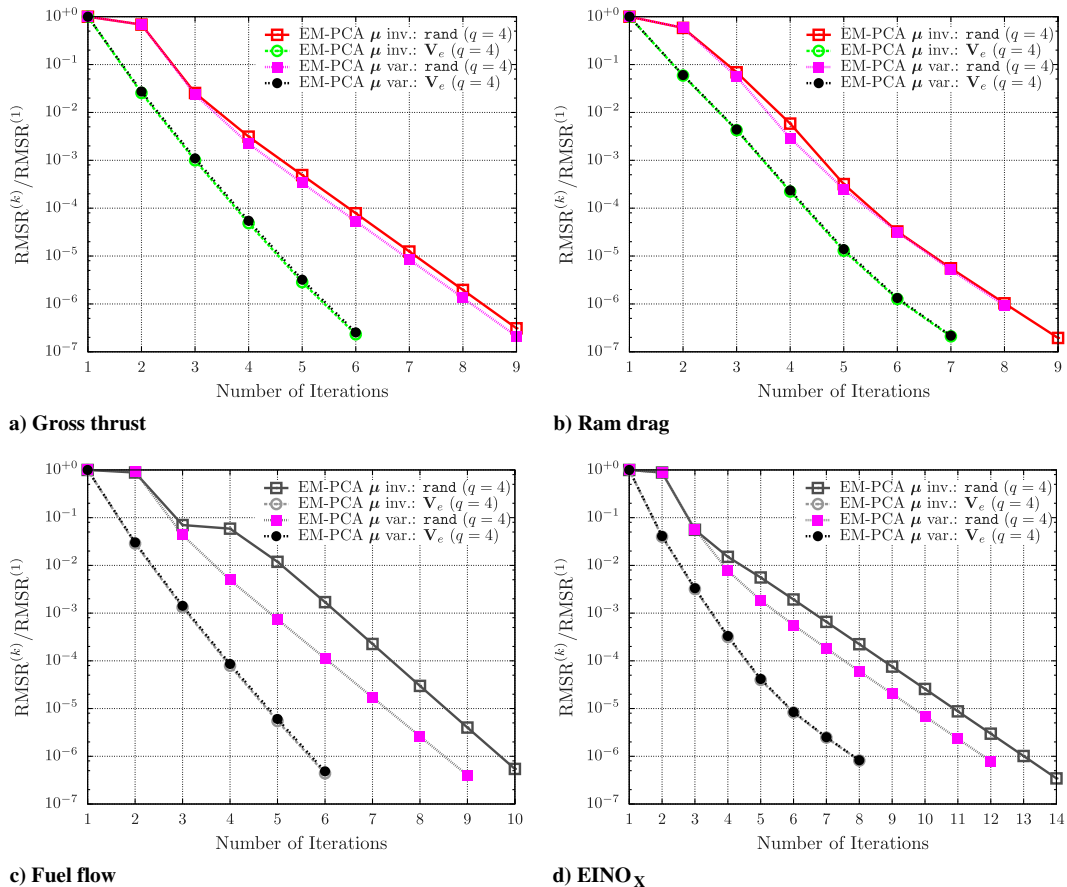 EM-PCA μ inv.: rand (q = 4)
EM-PCA μ inv.: Vₑ (q = 4)
EM-PCA μ var.: rand (q = 4)
EM-PCA μ var.: Vₑ (q = 4)
RMSR⁽ᵏ⁾/RMSR⁽¹⁾
10⁺⁰
10⁻¹
10⁻²
10⁻³
10⁻⁴
10⁻⁵
10⁻⁶
10⁻⁷
1 2 3 4 5 6 7 8 9
Number of Iterations
a) Gross thrust
EM-PCA μ inv.: rand (q = 4)
EM-PCA μ inv.: Vₑ (q = 4)
EM-PCA μ var.: rand (q = 4)
EM-PCA μ var.: Vₑ (q = 4)
RMSR⁽ᵏ⁾/RMSR⁽¹⁾
10⁺⁰
10⁻¹
10⁻²
10⁻³
10⁻⁴
10⁻⁵
10⁻⁶
10⁻⁷
1 2 3 4 5 6 7 8 9
Number of Iterations
b) Ram drag
EM-PCA μ inv.: rand (q = 4)
EM-PCA μ inv.: Vₑ (q = 4)
EM-PCA μ var.: rand (q = 4)
EM-PCA μ var.: Vₑ (q = 4)
RMSR⁽ᵏ⁾/RMSR⁽¹⁾
10⁺⁰
10⁻¹
10⁻²
10⁻³
10⁻⁴
10⁻⁵
10⁻⁶
10⁻⁷
1 2 3 4 5 6 7 8 9 10
Number of Iterations
c) Fuel flow
EM-PCA μ inv.: rand (q = 4)
EM-PCA μ inv.: Vₑ (q = 4)
EM-PCA μ var.: rand (q = 4)
EM-PCA μ var.: Vₑ (q = 4)
RMSR⁽ᵏ⁾/RMSR⁽¹⁾
10⁺⁰
10⁻¹
10⁻²
10⁻³
10⁻⁴
10⁻⁵
10⁻⁶
10⁻⁷
1 2 3 4 5 6 7 8 9 10 11 12 13 14
Number of Iterations
d) EINO_X